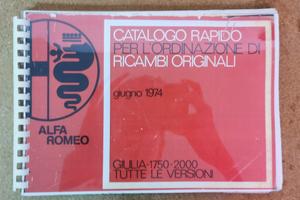 CATALOGO RAPIDO
PER L'ORDINAZIONE DI
RICAMBI ORIGINALI
giugno 1974
ALFA
ROMEO
GIULIA-1750-2000
TUTTE LE VERSIONI